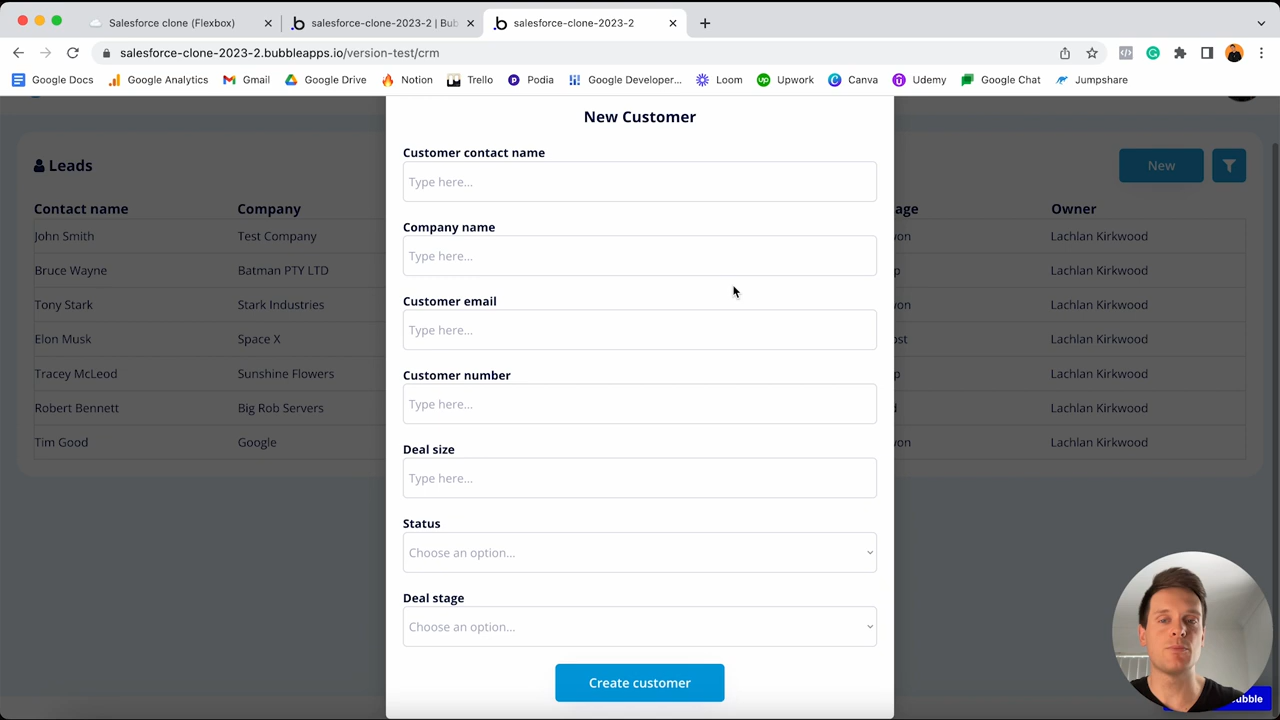 Salesforce clone (Flexbox)
salesforce-clone-2023-2 | Bub
salesforce-clone-2023-2
salesforce-clone-2023-2.bubbleapps.io/version-test/crm
Google Docs Google Analytics Gmail Google Drive Notion Trello Podia Google Developer... Loom Upwork Canva Udemy Google Chat Jumpshare
New Customer
Customer contact name
Type here...
Company name
Type here...
Customer email
Type here...
Customer number
Type here...
Deal size
Type here...
Status
Choose an option...
Deal stage
Choose an option...
Create customer
Leads
New
Contact name Company age Owner
John Smith Test Company von Lachlan Kirkwood
Bruce Wayne Batman PTY LTD p Lachlan Kirkwood
Tony Stark Stark Industries von Lachlan Kirkwood
Elon Musk Space X ost Lachlan Kirkwood
Tracey McLeod Sunshine Flowers p Lachlan Kirkwood
Robert Bennett Big Rob Servers d Lachlan Kirkwood
Tim Good Google von Lachlan Kirkwood
ubble